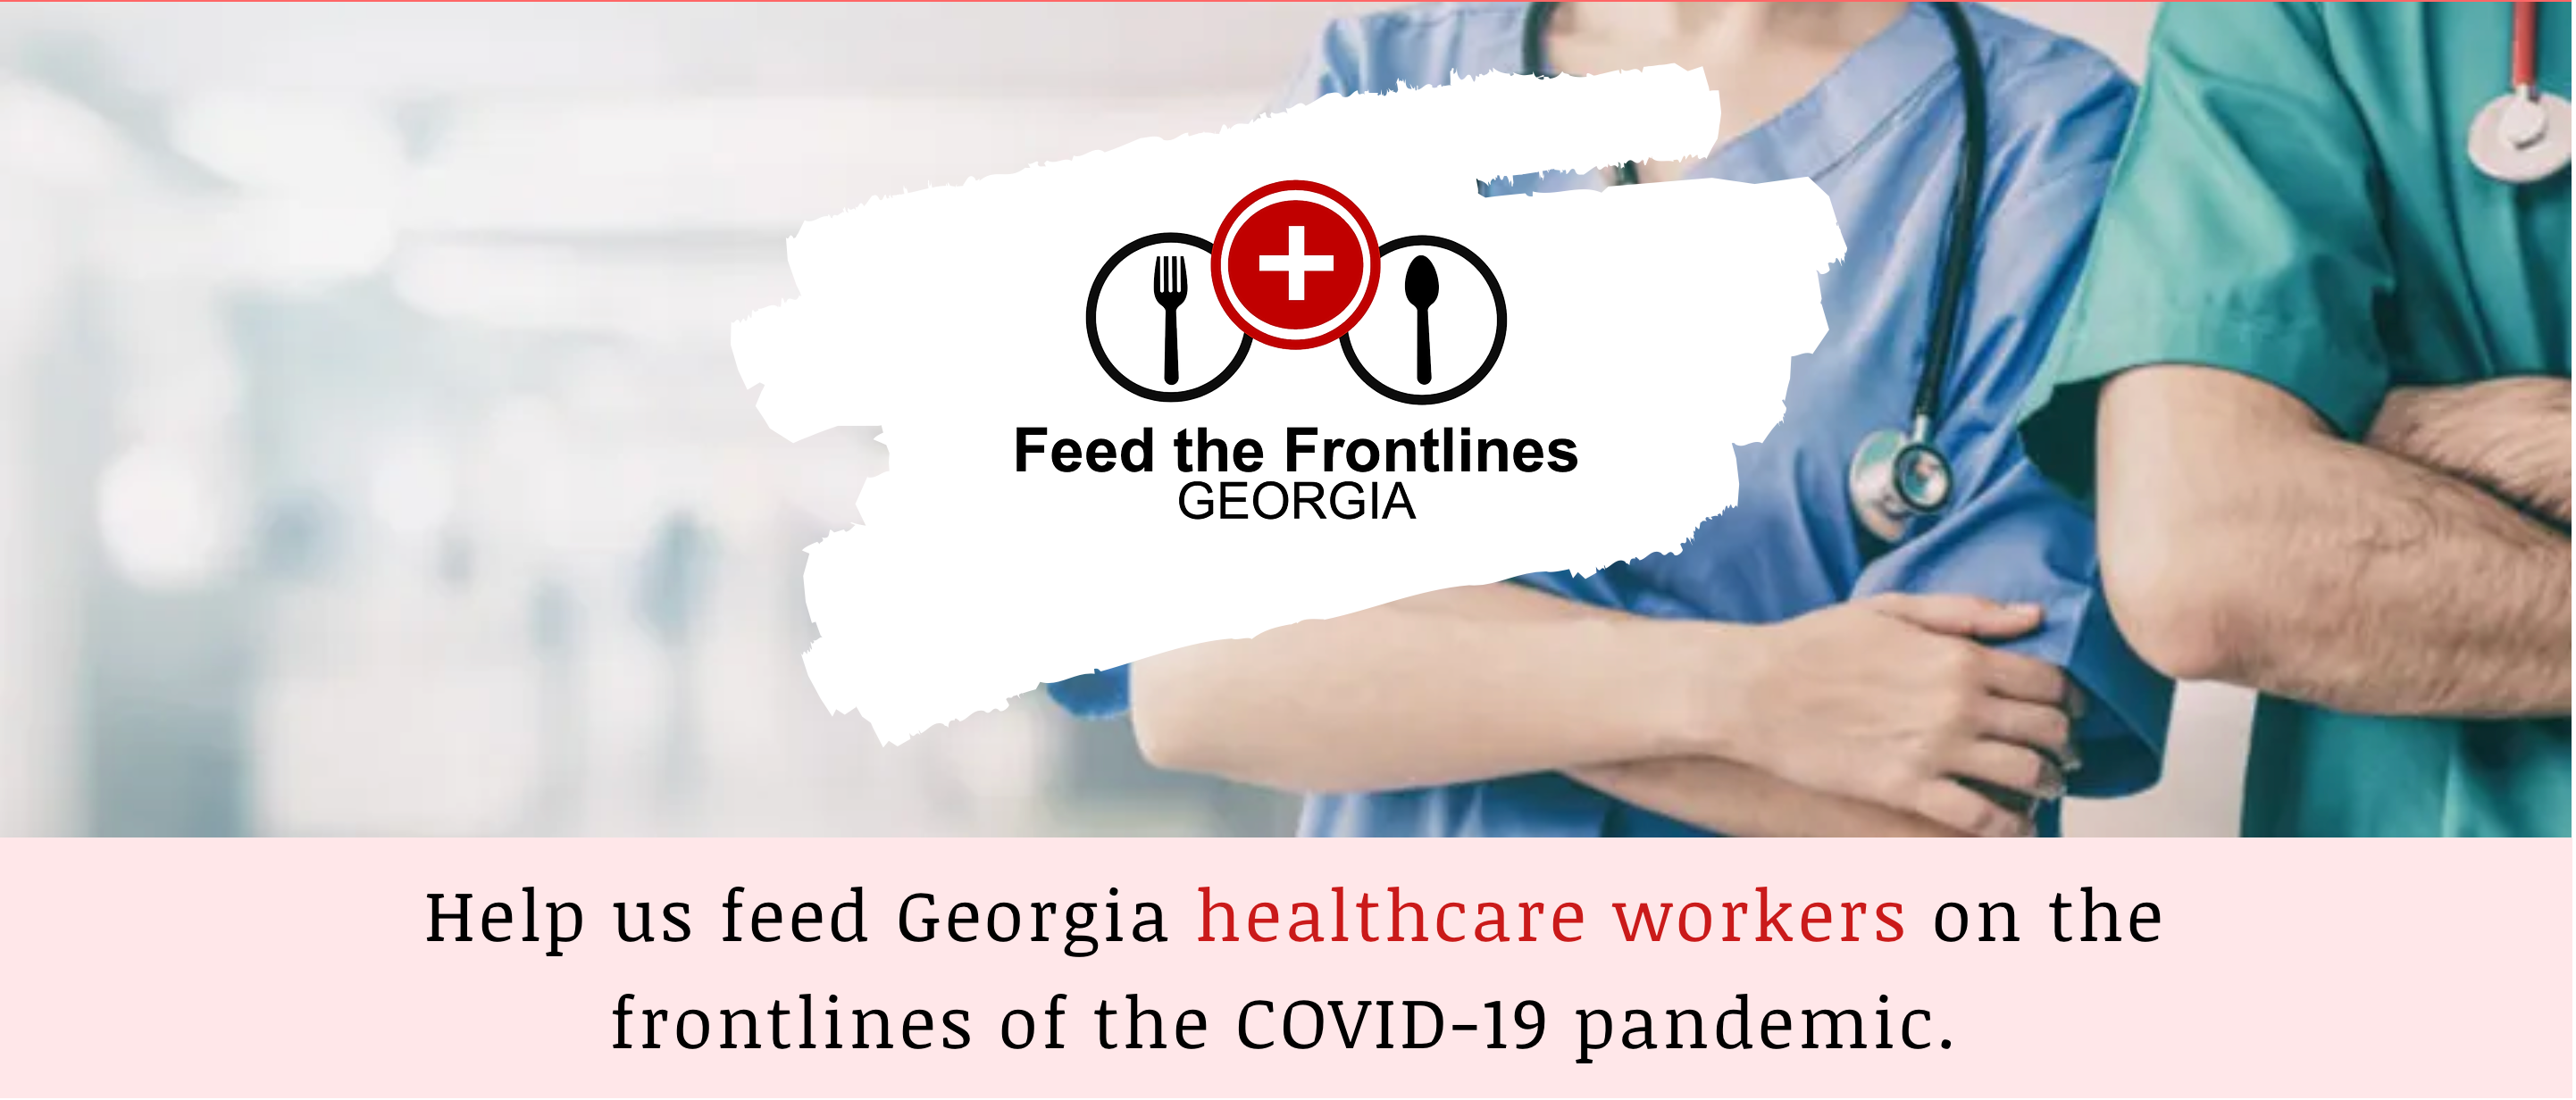 Feed the Frontlines
GEORGIA
Help us feed Georgia healthcare workers on the
frontlines of the COVID-19 pandemic.